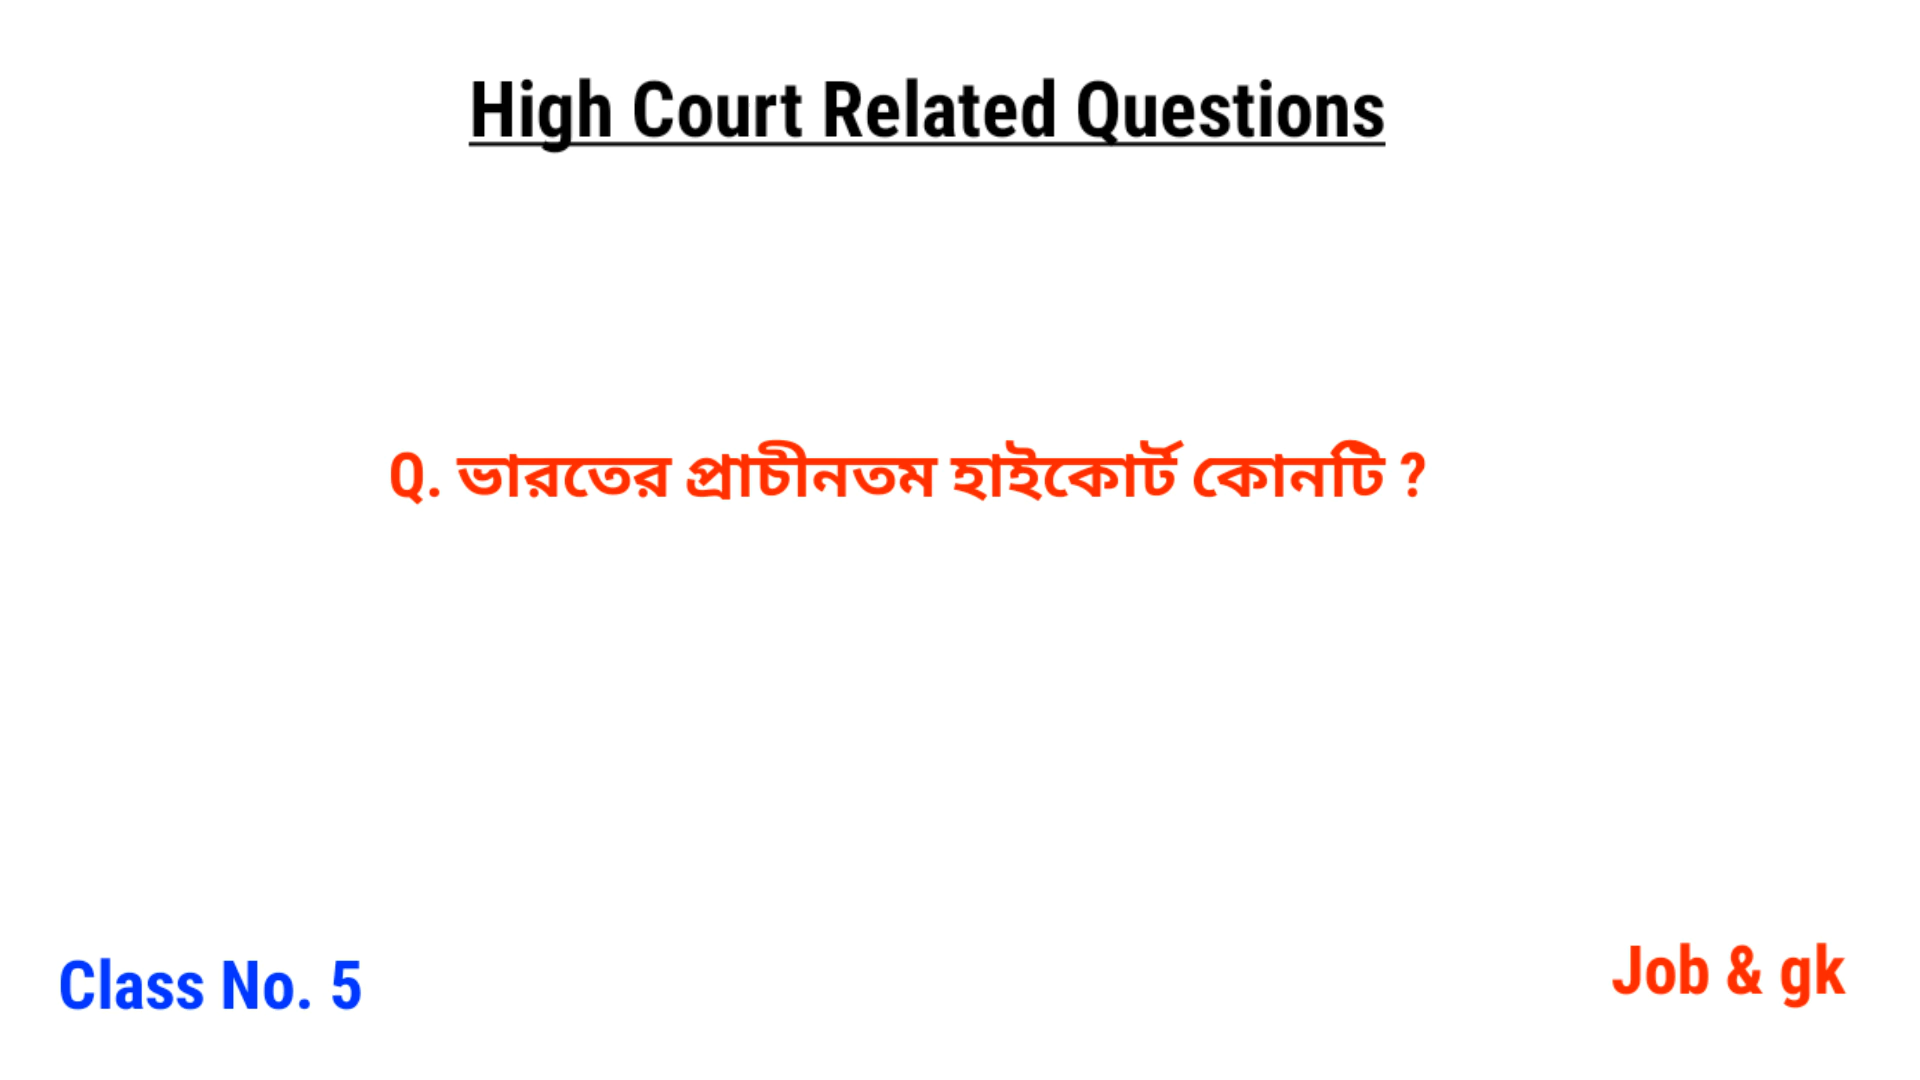 High Court Related Questions
Q. ভারতের প্রাচীনতম হাইকোর্ট কোনটি ?
Class No. 5
Job & gk